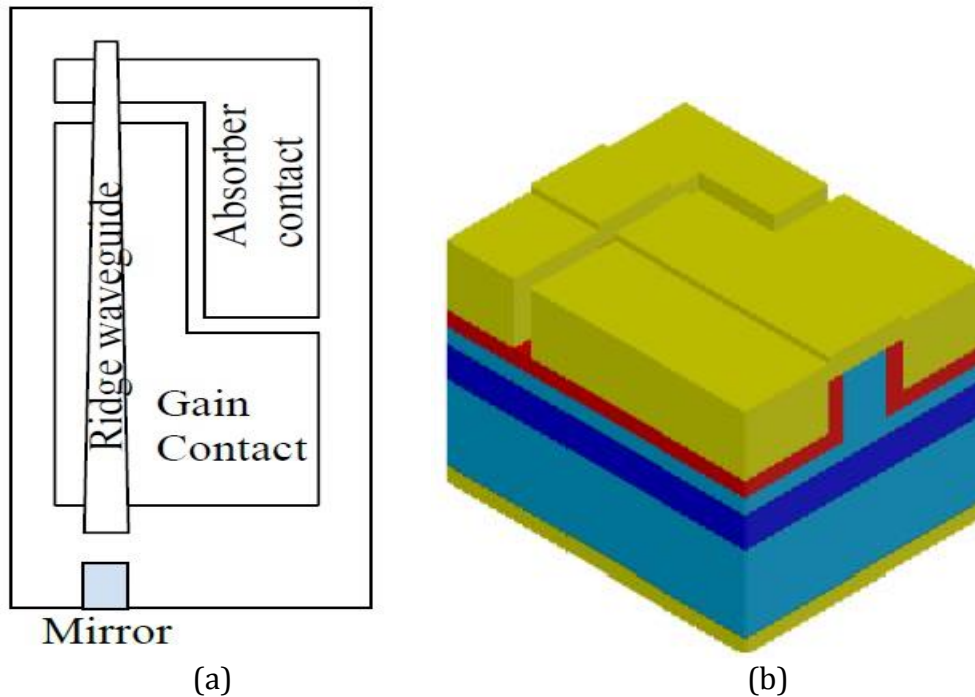 Absorber
contact
Ridge waveguide
Gain
Contact
Mirror
(a)
(b)